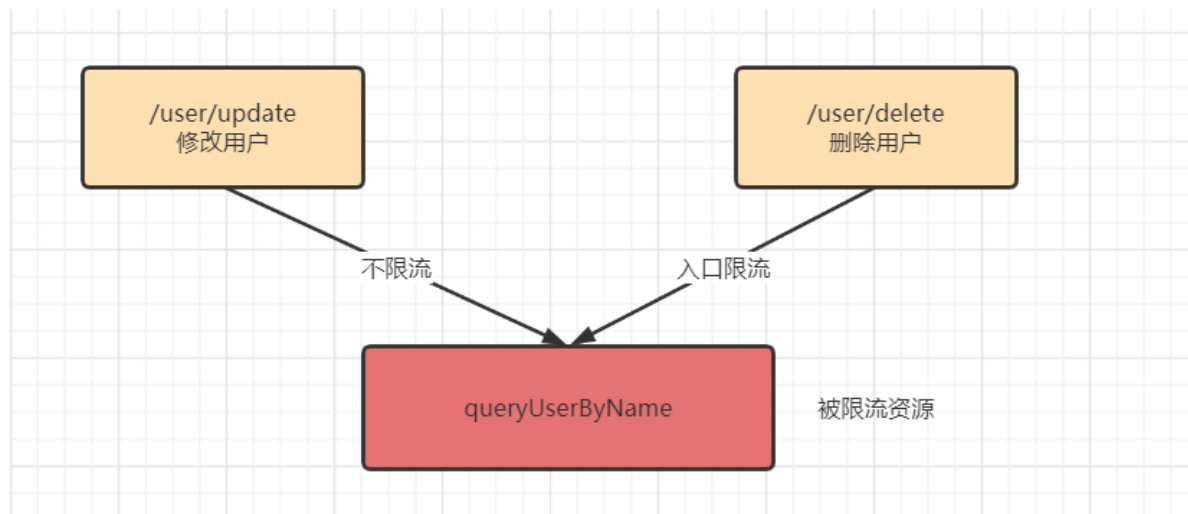 /user/update
修改用户
/user/delete
删除用户
不限流
入口限流
queryUserByName
被限流资源